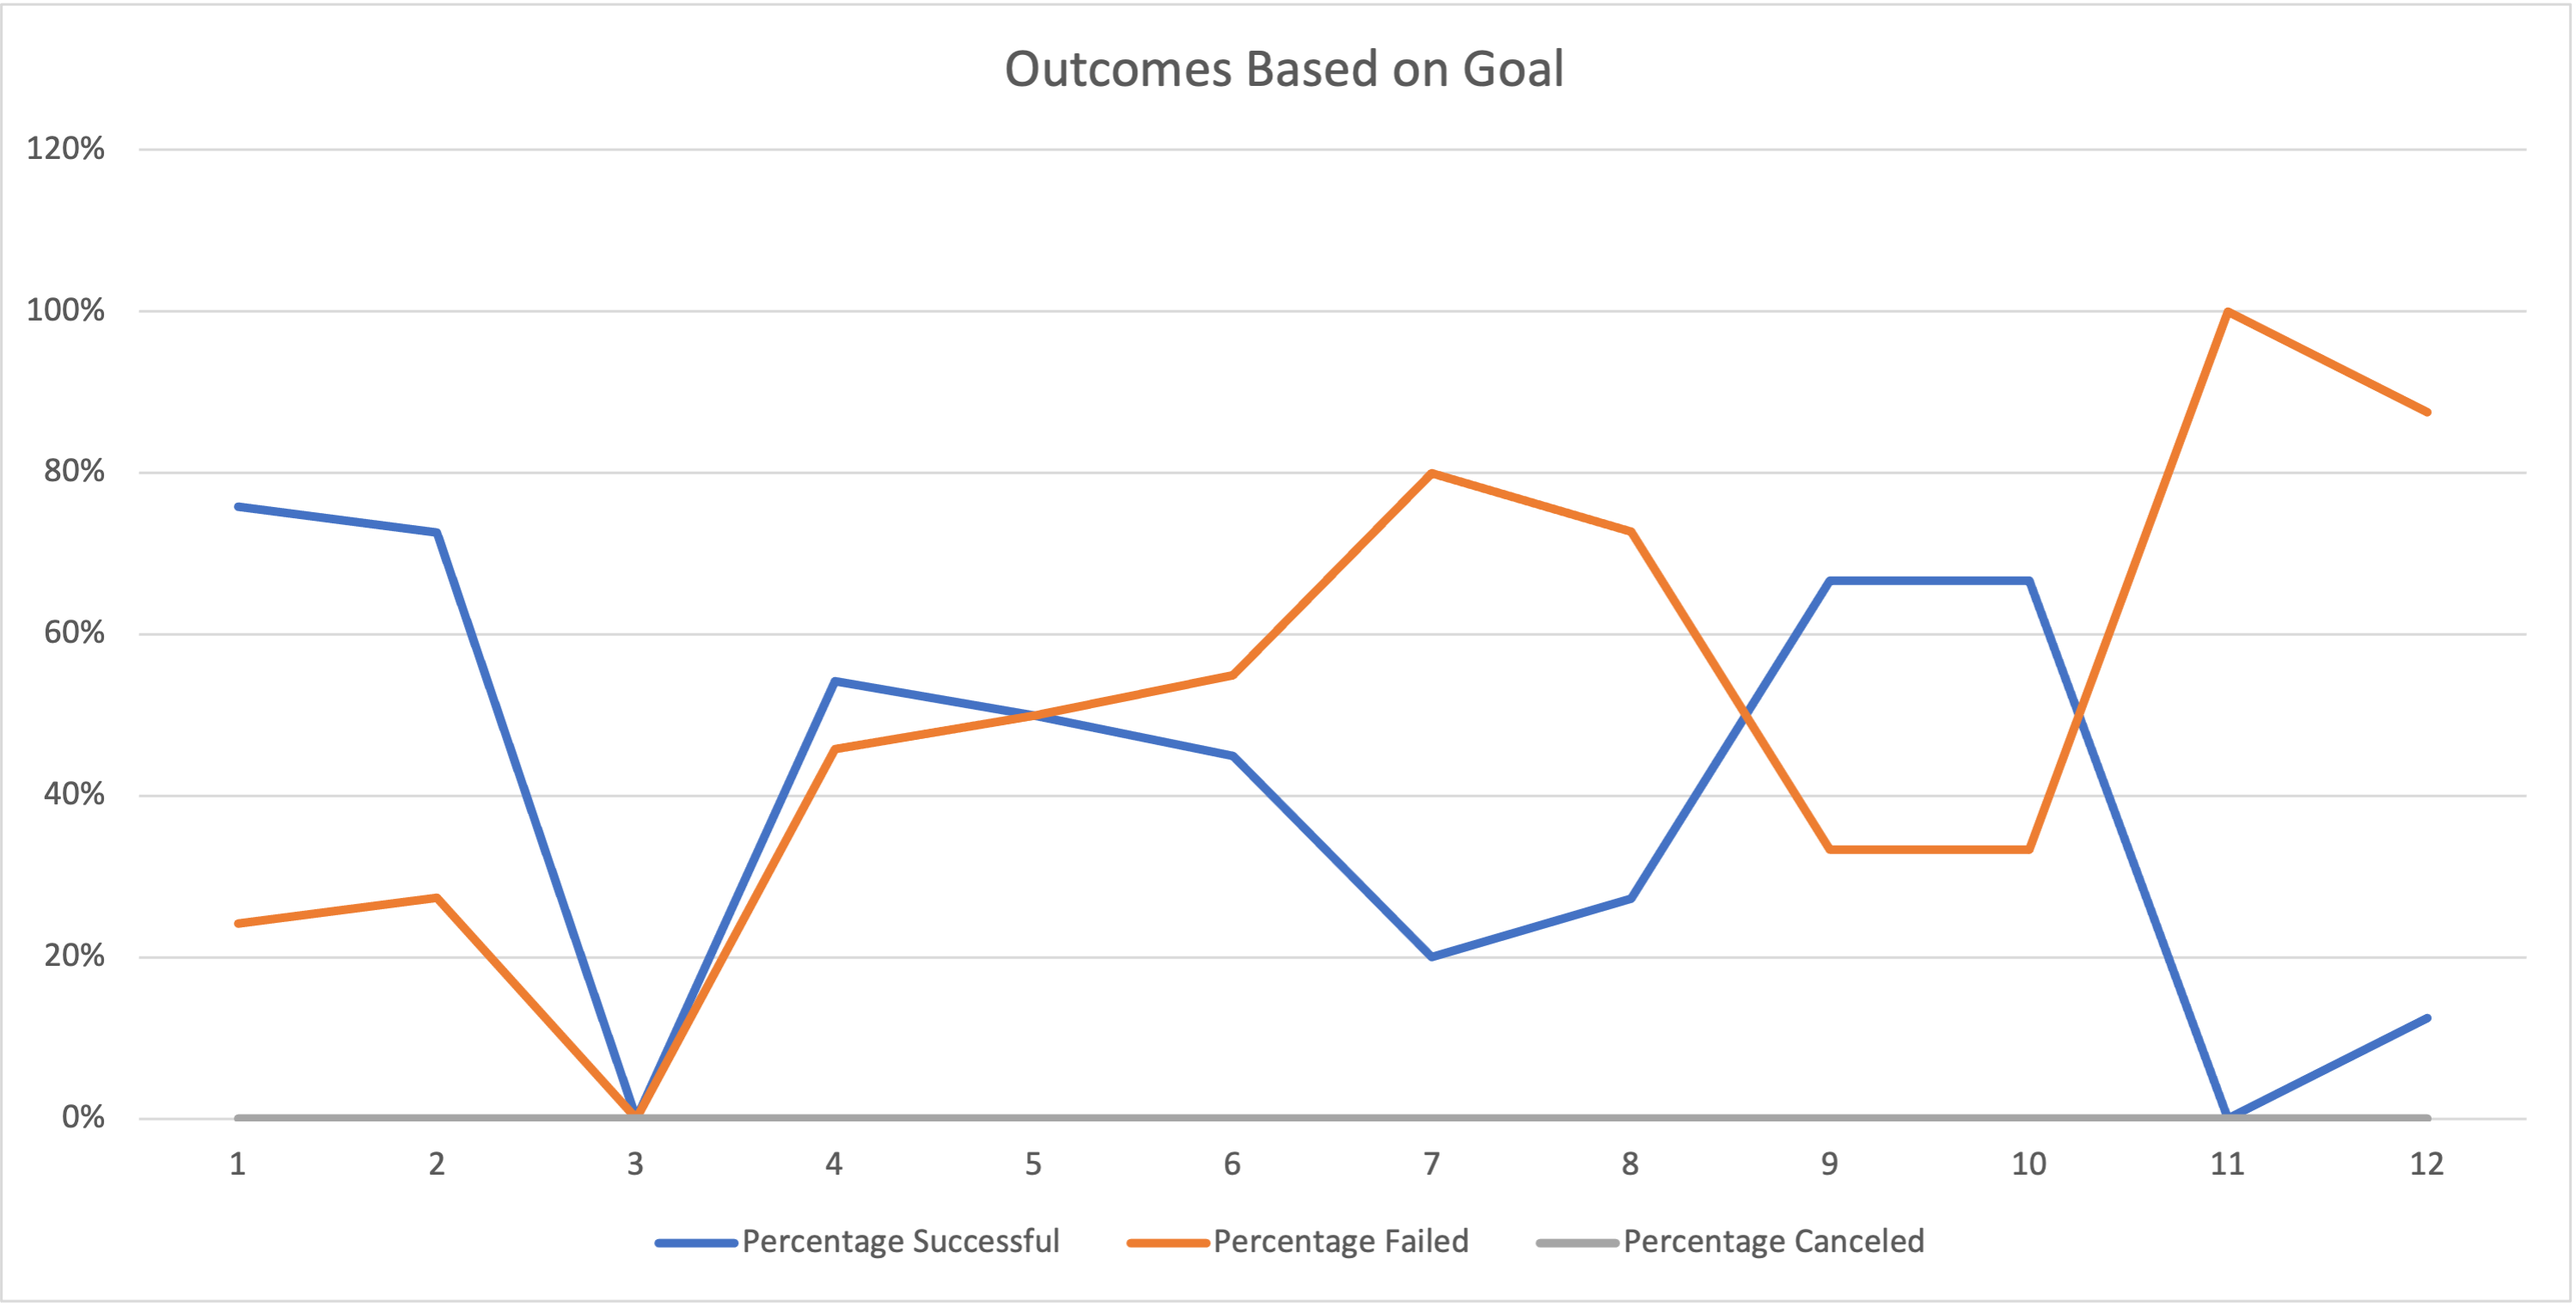 Outcomes Based on Goal
120%
100%
80%
60%
40%
20%
0%
1 2 3 4 5 6 7 8 9 10 11 12
Percentage Successful Percentage Failed Percentage Canceled